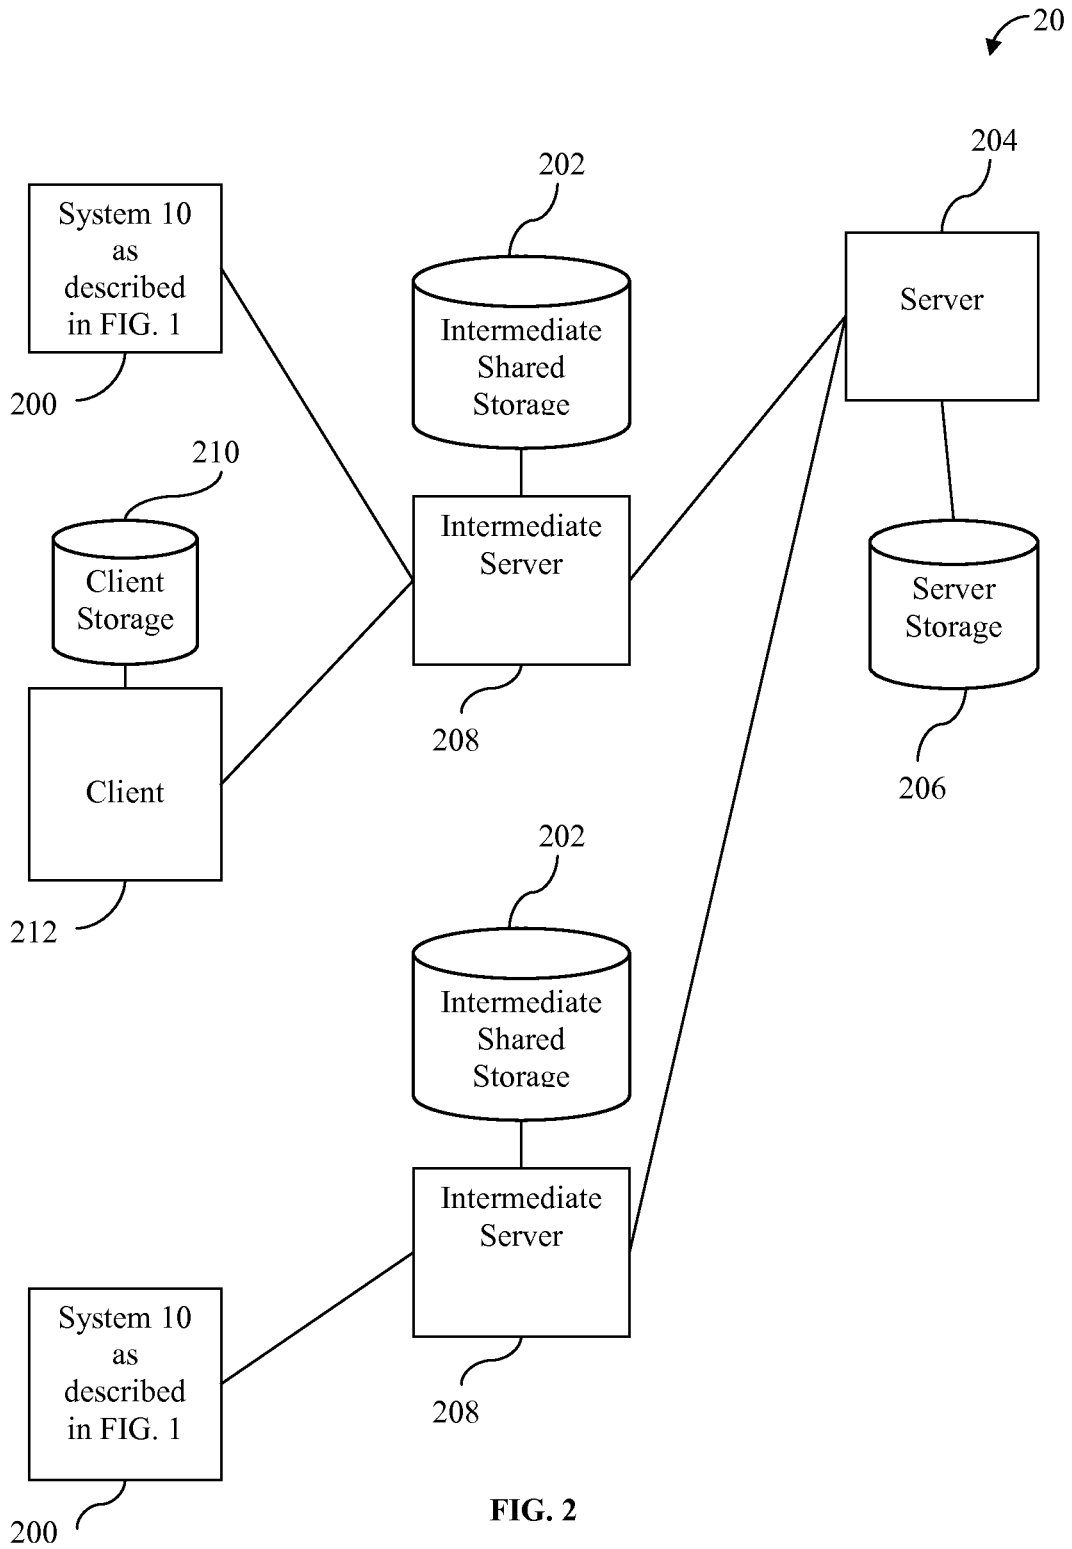 20
204
202
System 10
as
described
in FIG. 1
Intermediate
Shared
Storage
Server
200
210
Client
Storage
Intermediate
Server
Server
Storage
208
206
Client
212
202
Intermediate
Shared
Storage
Intermediate
Server
System 10
as
described
in FIG. 1
208
200
FIG. 2